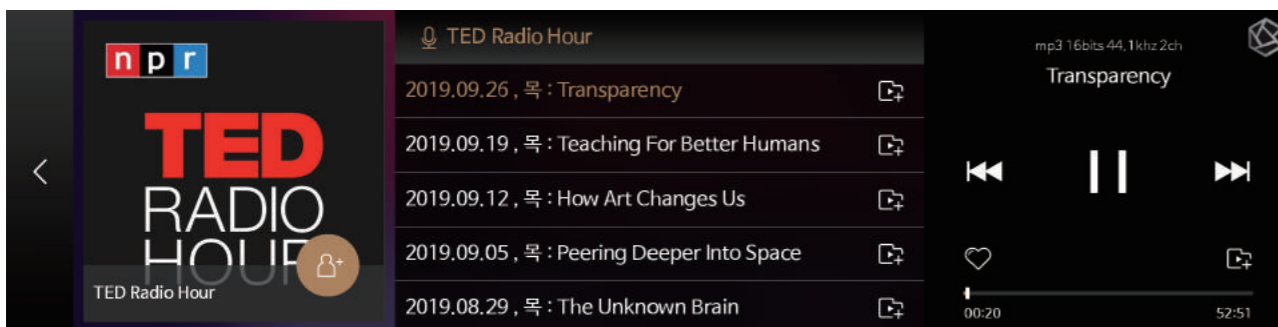 npr
TED
RADIO
HOUR
TED Radio Hour
TED Radio Hour
2019.09.26 , 목 : Transparency
2019.09.19 , 목 : Teaching For Better Humans
2019.09.12 , 목 : How Art Changes Us
2019.09.05 , 목 : Peering Deeper Into Space
2019.08.29 , 목 : The Unknown Brain
mp3 16bits 44,1khz 2ch
Transparency
00:20
52:51